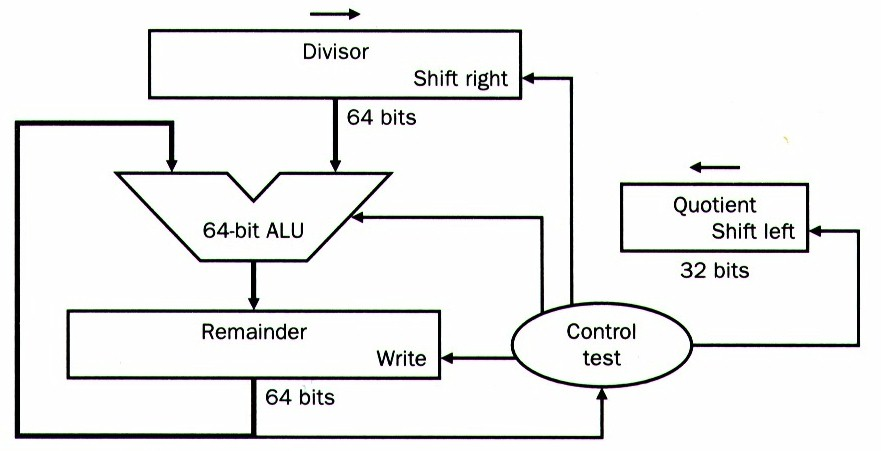 Divisor
Shift right
64 bits
64-bit ALU
Quotient
Shift left
32 bits
Remainder
Write
64 bits
Control
test